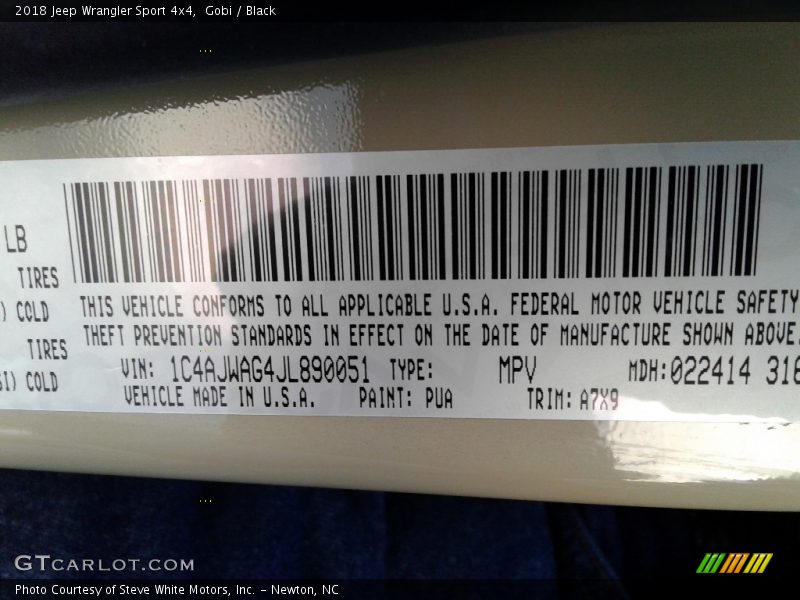 2018 Jeep Wrangler Sport 4x4,  Gobi / Black
LB
TIRES
) COLD
TIRES
SI) COLD
THIS VEHICLE CONFORMS TO ALL APPLICABLE U.S.A. FEDERAL MOTOR VEHICLE SAFETY
THEFT PREVENTION STANDARDS IN EFFECT ON THE DATE OF MANUFACTURE SHOWN ABOVE.
VIN: 1C4AJWAG4JL890051 TYPE: MPV MDH:022414 316
VEHICLE MADE IN U.S.A. PAINT: PUA TRIM: A7X9
GTCARLOT.COM
Photo Courtesy of Steve White Motors, Inc. – Newton, NC